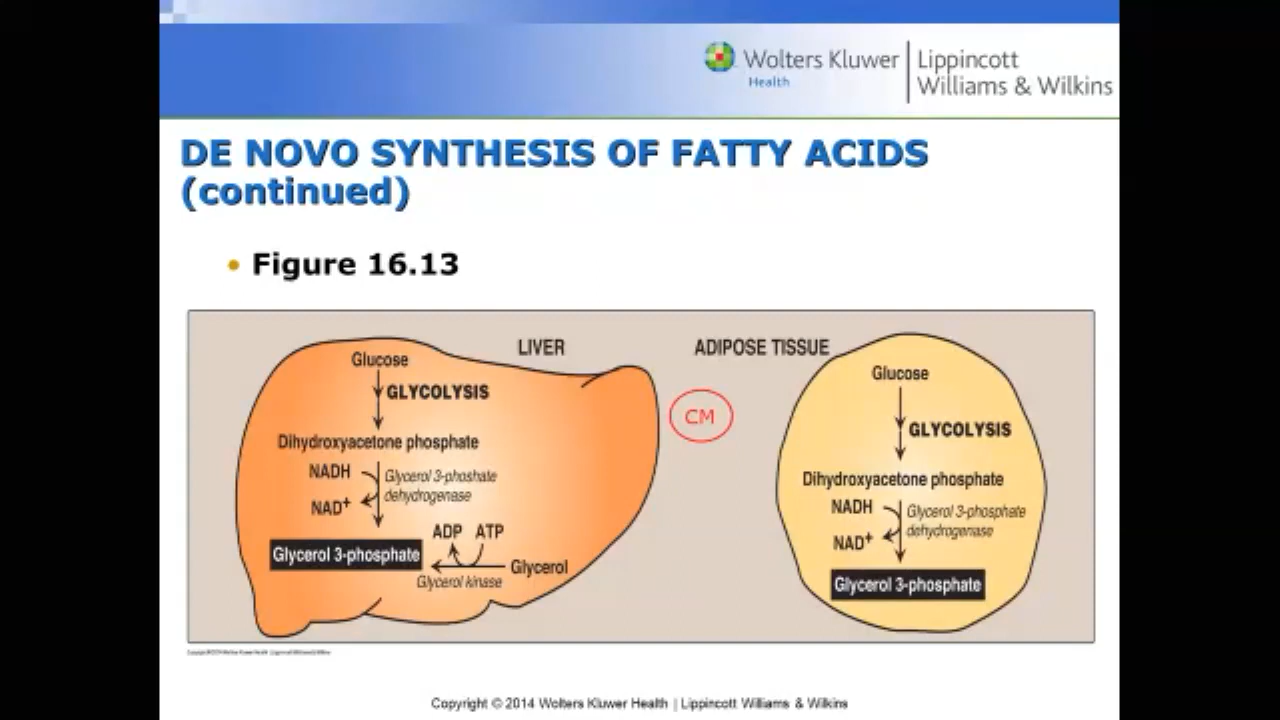 Wolters Kluwer
Health
Lippincott
Williams & Wilkins
DE NOVO SYNTHESIS OF FATTY ACIDS
(continued)
• Figure 16.13
LIVER
Glucose
GLYCOLYSIS
Dihydroxyacetone phosphate
NADH
NAD+
Glycerol 3-phoshate
dehydrogenase
ADP ATP
Glycerol 3-phosphate
Glycerol
Glycerol kinase
CM
ADIPOSE TISSUE
Glucose
GLYCOLYSIS
Dihydroxyacetone phosphate
NADH
NAD+
Glycerol 3-phosphate
dehydrogenase
Glycerol 3-phosphate
Copyright © 2014 Wolters Kluwer Health | Lippincott Williams & Wilkins